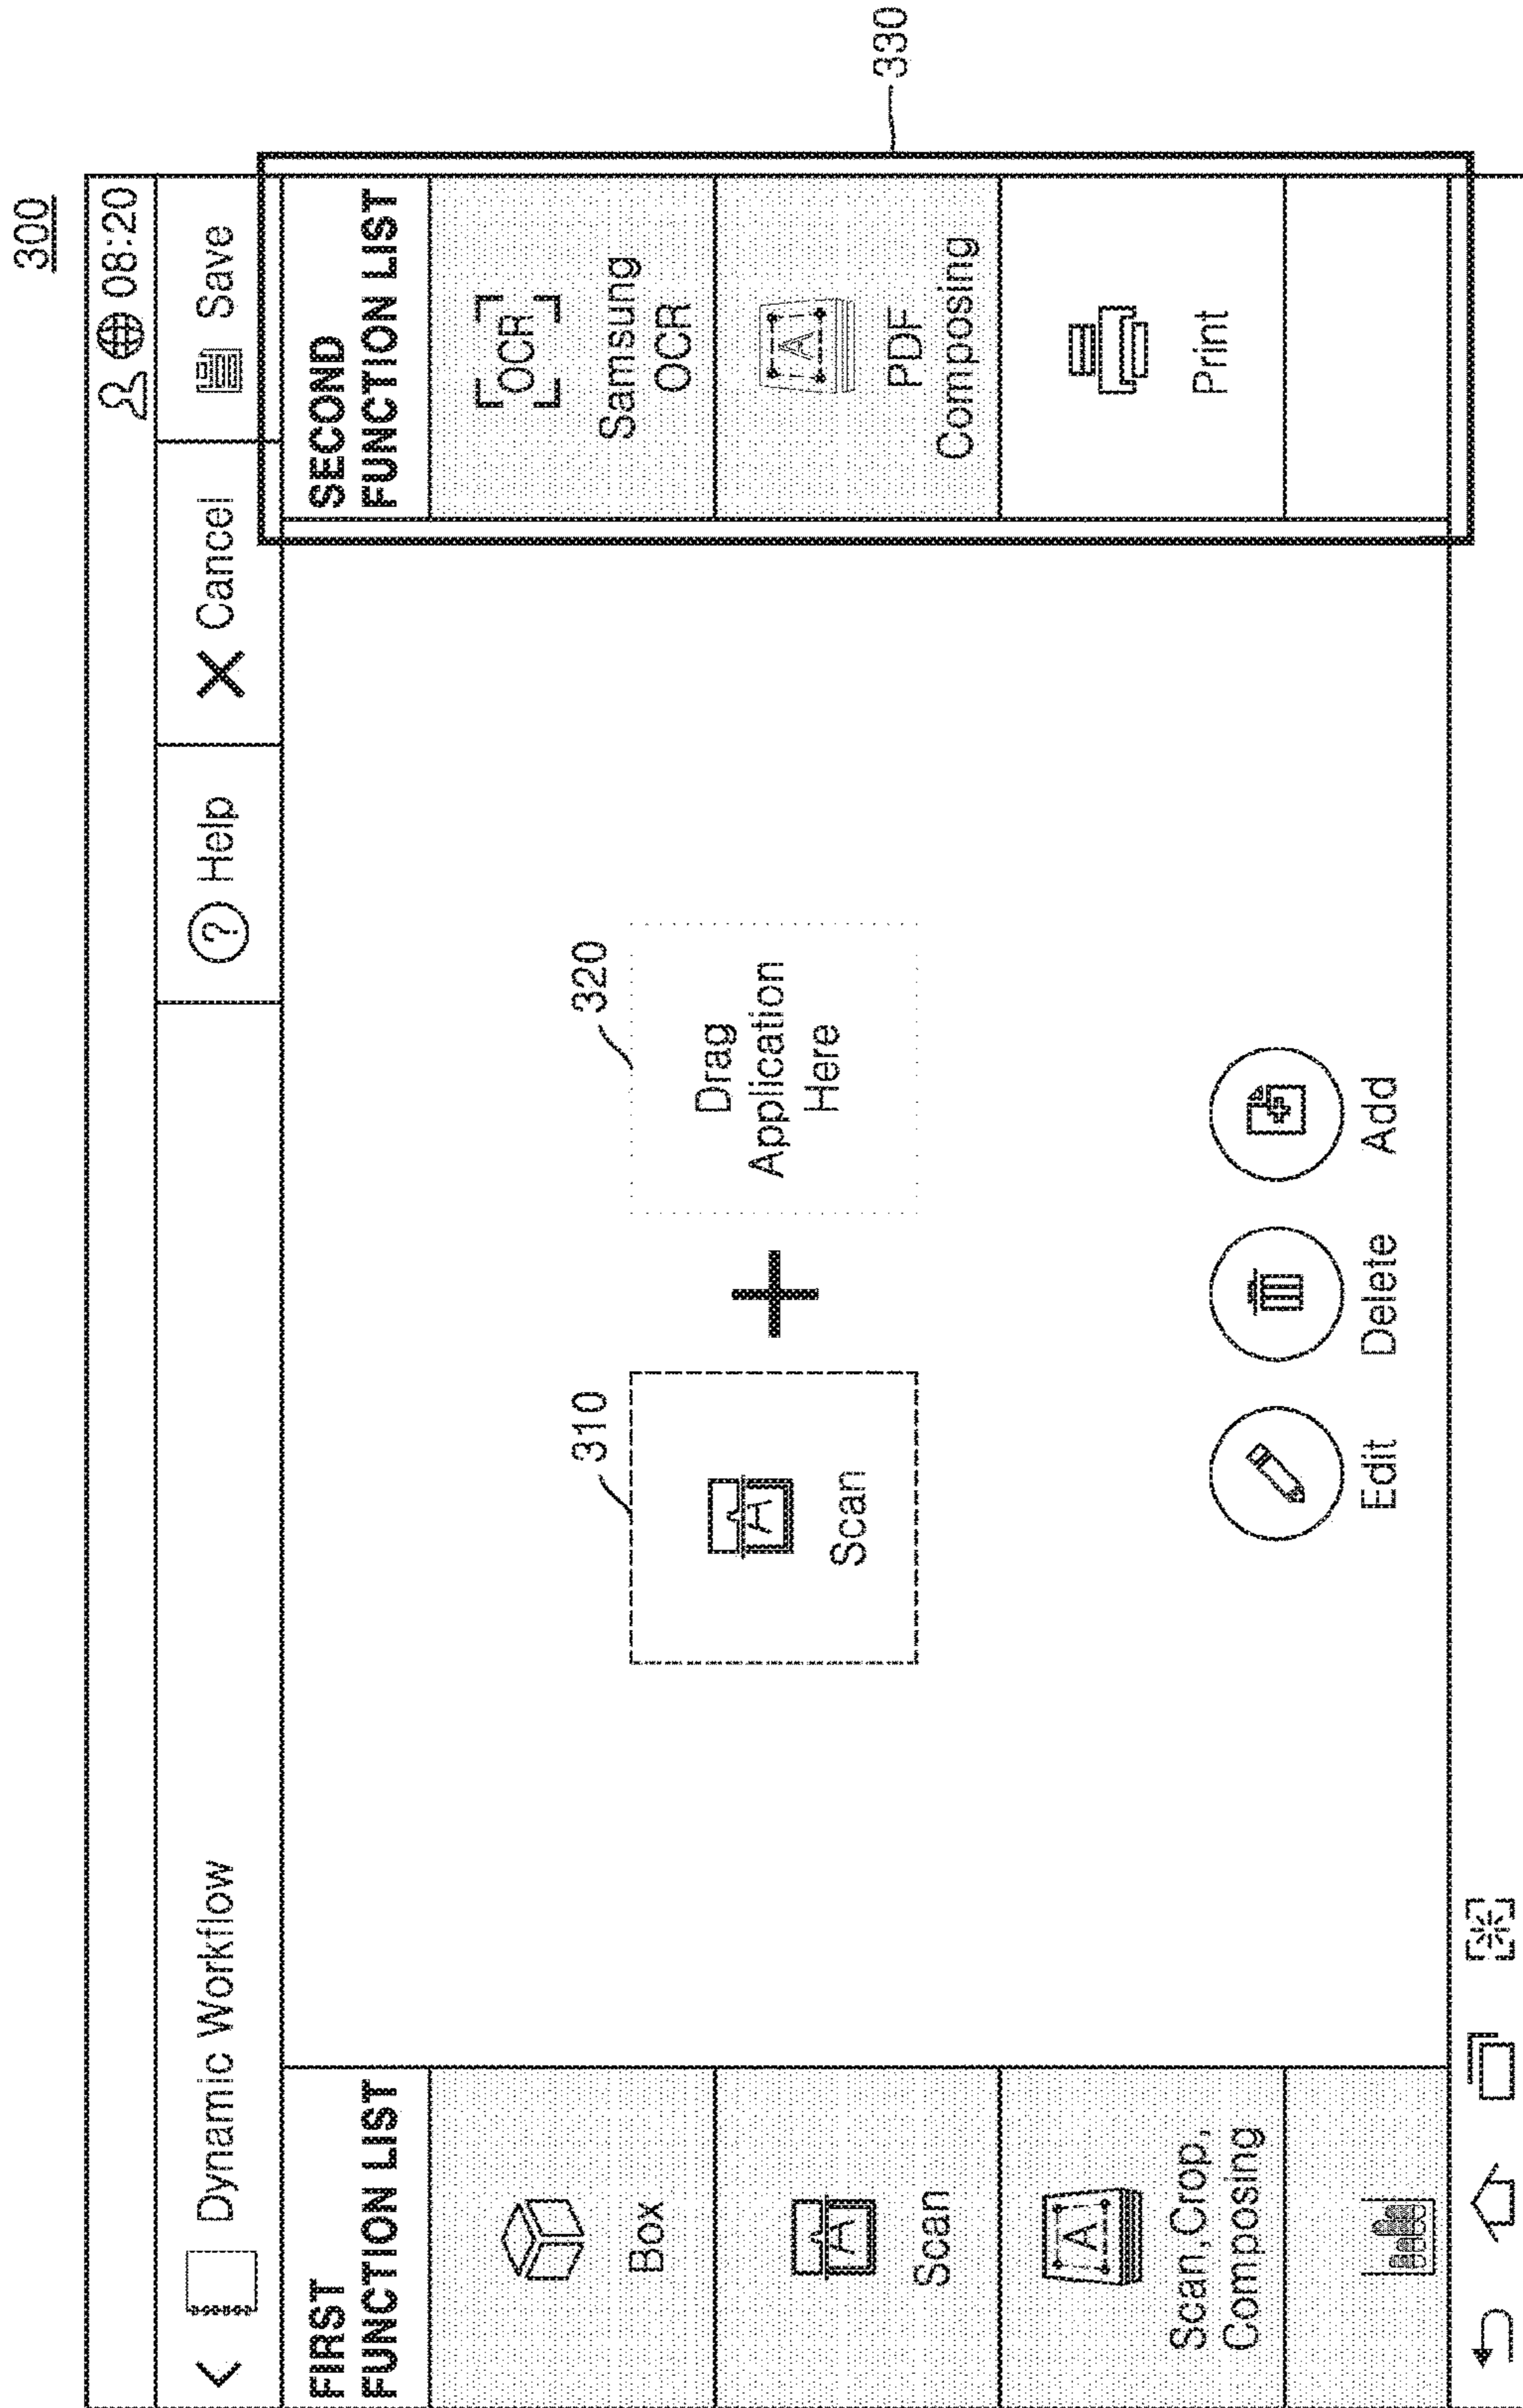 300
08:20
Dynamic Workflow
? Help
Cancel
Save
FIRST
FUNCTION LIST
Box
A
Scan
A
Scan,Crop,
Composing
310
A
Scan
320
Drag
Application
Here
Edit
Delete
Add
SECOND
FUNCTION LIST
OCR
Samsung
OCR
A
PDF
Composing
Print
330